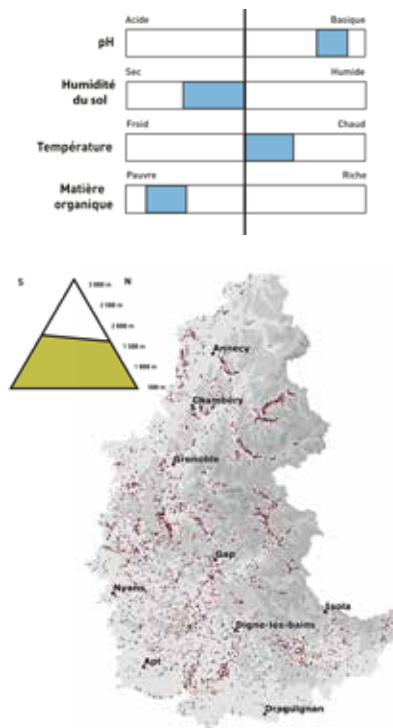 Acide Basique
pH
Sec Humide
Humidité
du sol
Froid Chaud
Température
Pauvre Riche
Matière
organique
S N
3 000 m
2 500 m
2 000 m
1 500 m
1 000 m
500 m
Annecy
Chambéry
Grenoble
Gap
Nyons
Isola
Digne-les-bains
Apt
Draguignan